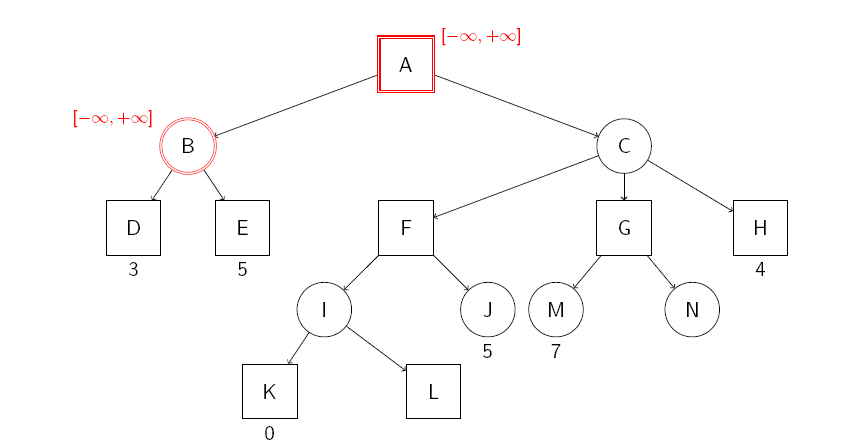 [−∞, +∞]
A
[−∞, +∞]
B
C
D
E
F
G
H
3
5
4
I
J
M
N
5
7
K
L
0